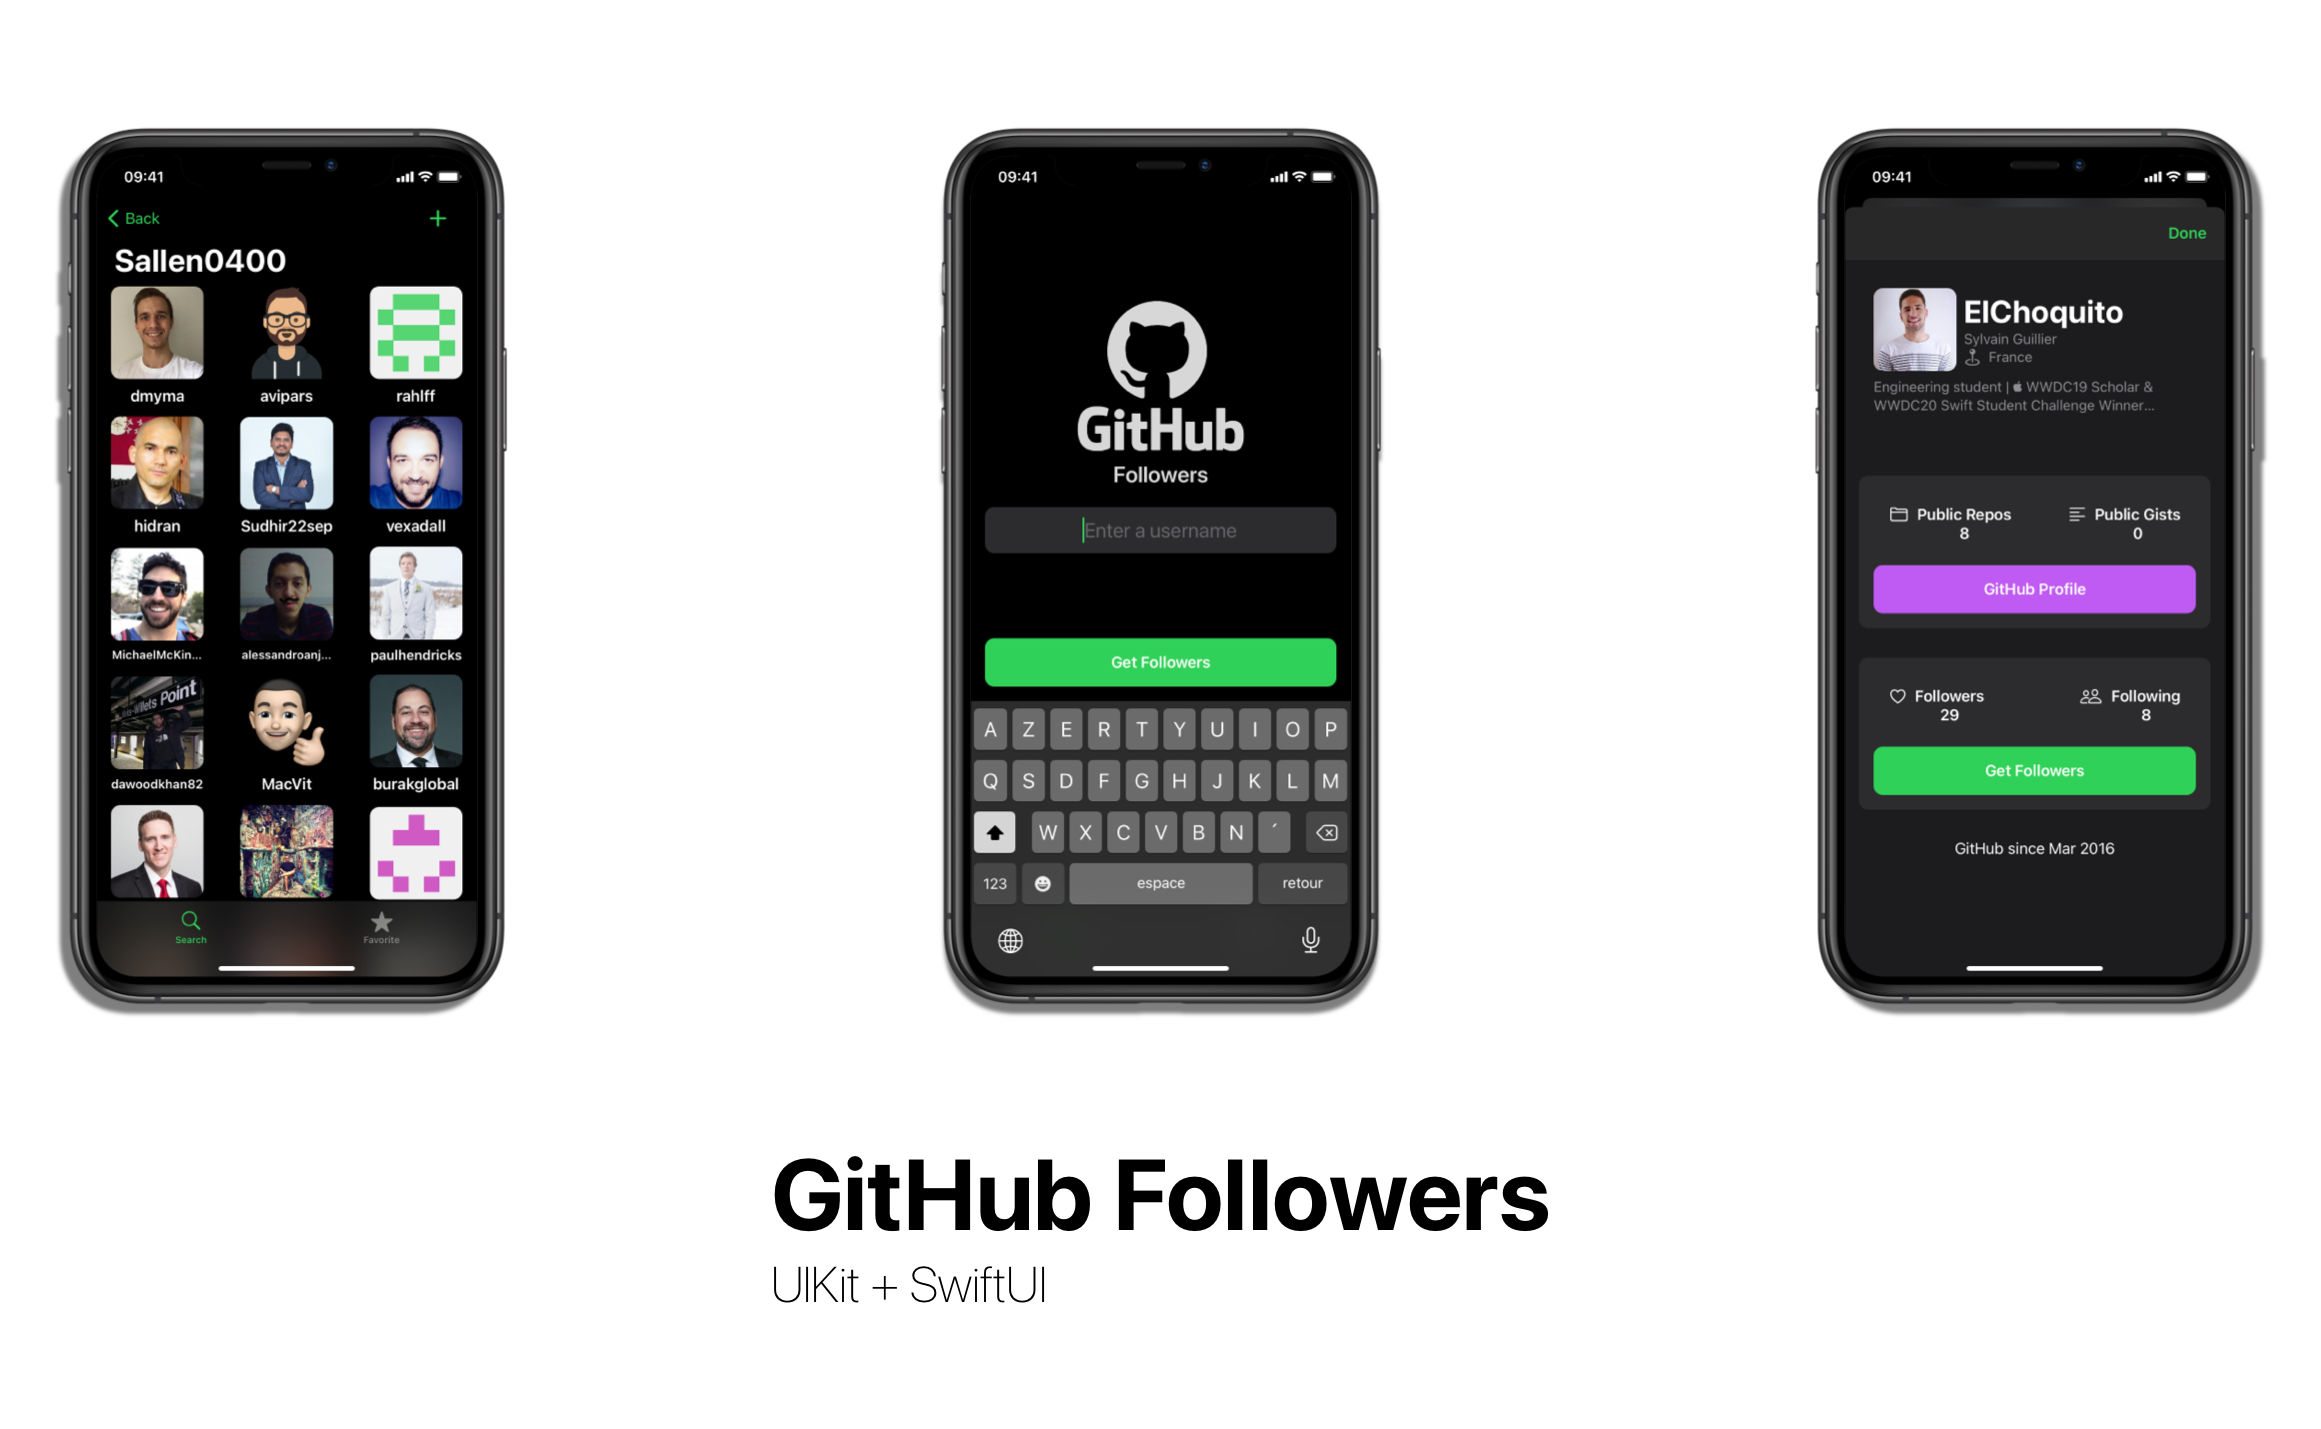 09:41
Back
Sallen0400
dmyma
avipars
rahlff
hidran
Sudhir22sep
vexadall
MichaelMcKin...
alessandroanj...
paulhendricks
Willets Point
dawoodkhan82
MacVit
burakglobal
Search
Favorite
09:41
GitHub
Followers
Enter a username
Get Followers
A Z E R T Y U I O P
Q S D F G H J K L M
W X C V B N ´
123 espace retour
09:41
Done
ElChoquito
Sylvain Guillier
France
Engineering student |  WWDC19 Scholar &
WWDC20 Swift Student Challenge Winner...
Public Repos
8
Public Gists
0
GitHub Profile
Followers
29
Following
8
Get Followers
GitHub since Mar 2016
GitHub Followers
UIKit + SwiftUI